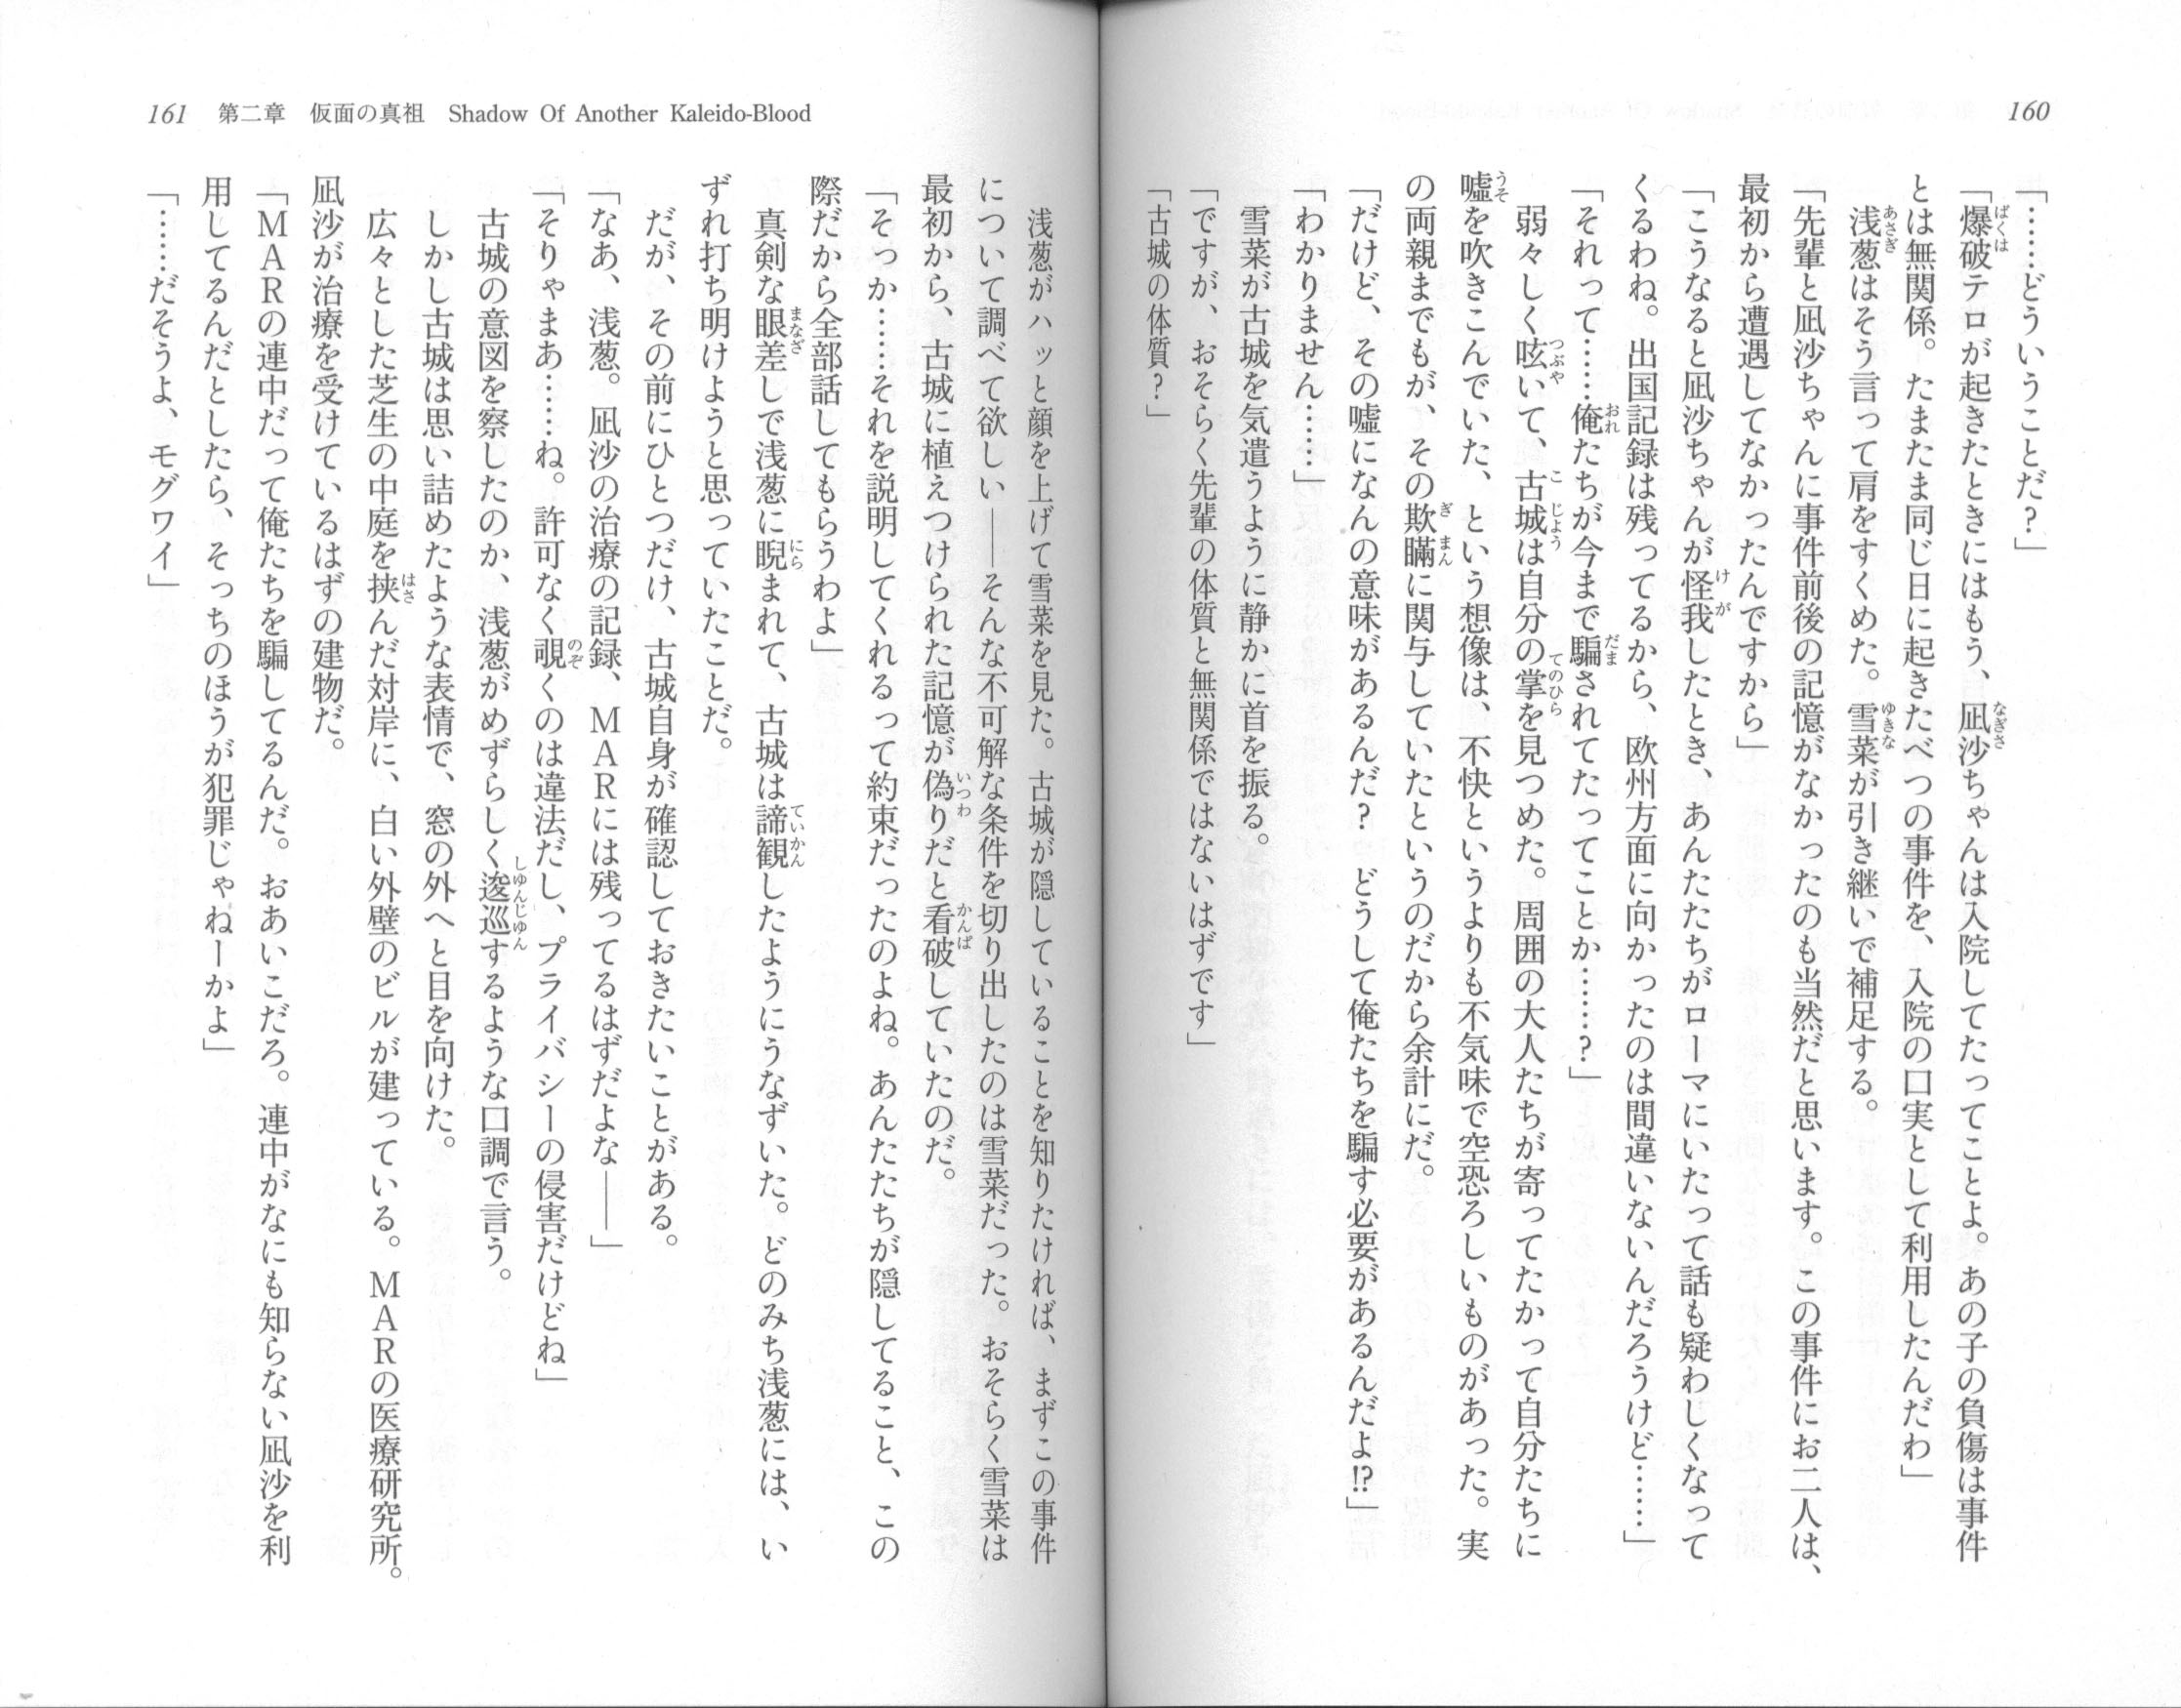 160
「……どういうことだ？」
「爆破テロが起きたときにはもう、凪沙ちゃんは入院してたってことよ。あの子の負傷は事件
とは無関係。たまたま同じ日に起きたべつの事件を、入院の口実として利用したんだわ」
　浅葱はそう言って肩をすくめた。雪菜が引き継いで補足する。
「先輩と凪沙ちゃんに事件前後の記憶がなかったのも当然だと思います。この事件にお二人は、
最初から遭遇してなかったんですから」
「こうなると凪沙ちゃんが怪我したとき、あんたたちがローマにいたって話も疑わしくなって
くるわね。出国記録は残ってるから、欧州方面に向かったのは間違いないんだろうけど……」
「それって……俺たちが今まで騙されてたってことか……？」
　弱々しく呟いて、古城は自分の掌を見つめた。周囲の大人たちが寄ってたかって自分たちに
嘘を吹きこんでいた、という想像は、不快というよりも不気味で空恐ろしいものがあった。実
の両親までもが、その欺瞞に関与していたというのだから余計にだ。
「だけど、その嘘になんの意味があるんだ？　どうして俺たちを騙す必要があるんだよ⁉」
「わかりません……」
　雪菜が古城を気遣うように静かに首を振る。
「ですが、おそらく先輩の体質と無関係ではないはずです」
「古城の体質？」
161　第二章　仮面の真祖　Shadow Of Another Kaleido-Blood
　浅葱がハッと顔を上げて雪菜を見た。古城が隠していることを知りたければ、まずこの事件
について調べて欲しい――そんな不可解な条件を切り出したのは雪菜だった。おそらく雪菜は
最初から、古城に植えつけられた記憶が偽りだと看破していたのだ。
「そっか……それを説明してくれるって約束だったのよね。あんたたちが隠してること、この
際だから全部話してもらうわよ」
　真剣な眼差しで浅葱に睨まれて、古城は諦観したようにうなずいた。どのみち浅葱には、い
ずれ打ち明けようと思っていたことだ。
　だが、その前にひとつだけ、古城自身が確認しておきたいことがある。
「なあ、浅葱。凪沙の治療の記録、ＭＡＲには残ってるはずだよな――」
「そりゃまあ……ね。許可なく覗くのは違法だし、プライバシーの侵害だけどね」
　古城の意図を察したのか、浅葱がめずらしく逡巡するような口調で言う。
　しかし古城は思い詰めたような表情で、窓の外へと目を向けた。
　広々とした芝生の中庭を挟んだ対岸に、白い外壁のビルが建っている。ＭＡＲの医療研究所。
凪沙が治療を受けているはずの建物だ。
「ＭＡＲの連中だって俺たちを騙してるんだ。おあいこだろ。連中がなにも知らない凪沙を利
用してるんだとしたら、そっちのほうが犯罪じゃねーかよ」
「……だそうよ、モグワイ」